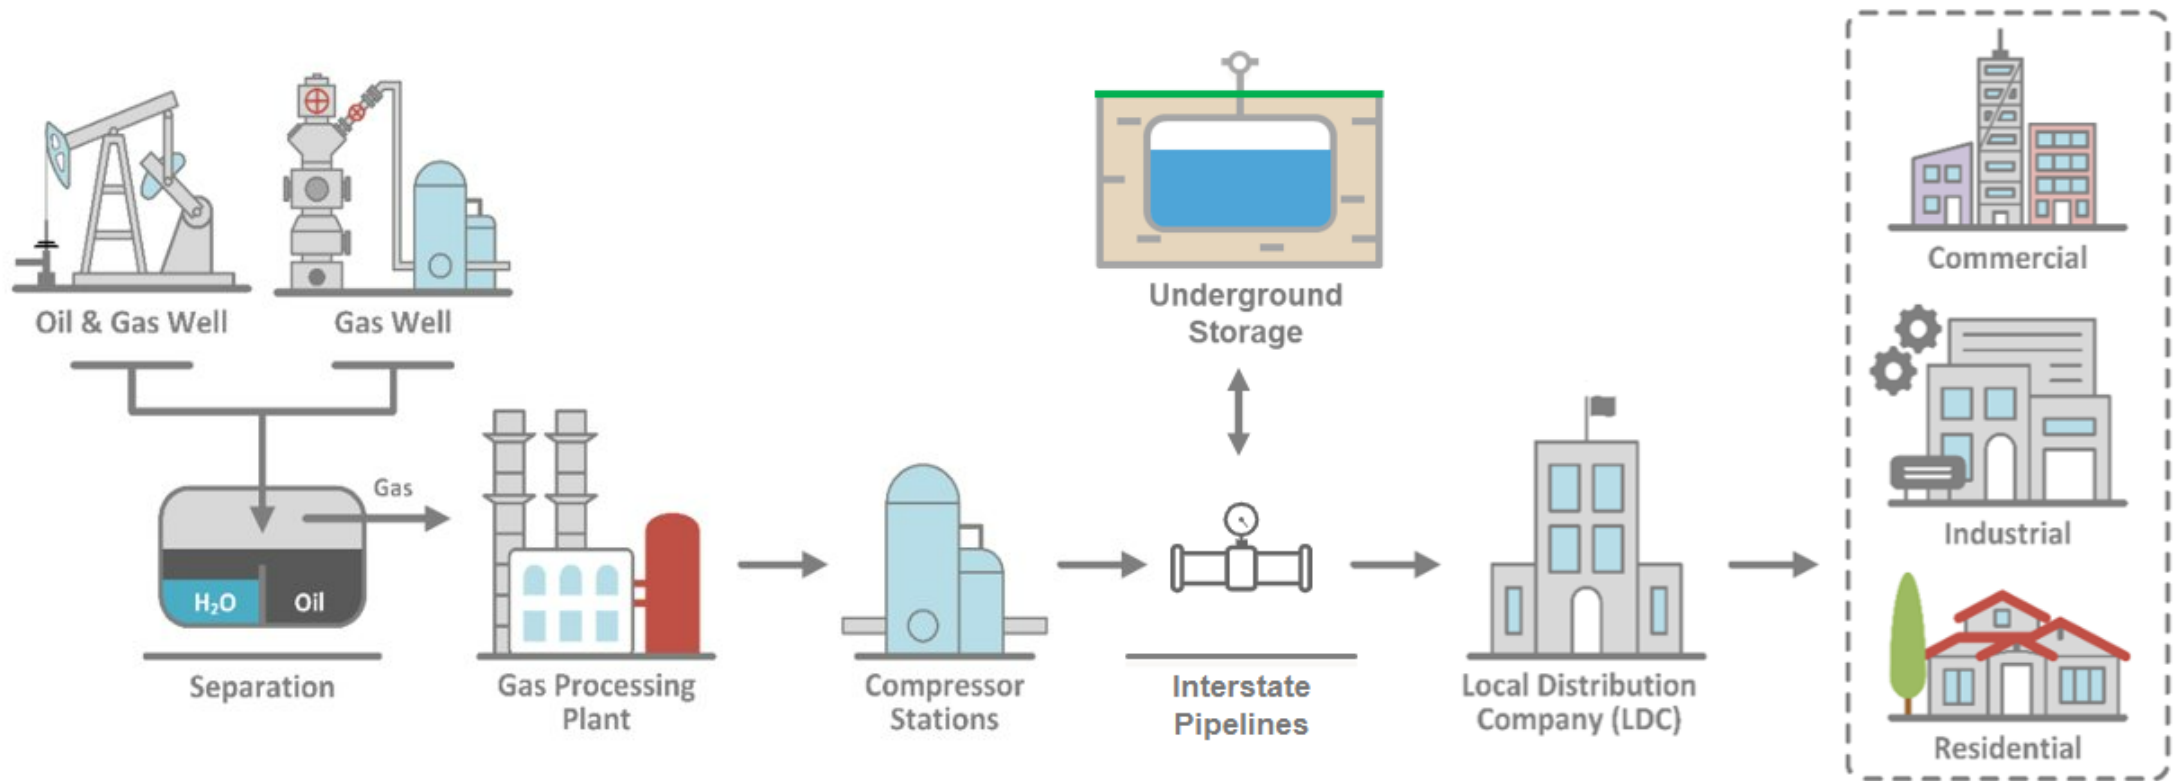 Oil & Gas Well
Gas Well
Gas
H₂O
Oil
Separation
Gas Processing
Plant
Compressor
Stations
Underground
Storage
Interstate
Pipelines
Local Distribution
Company (LDC)
Commercial
Industrial
Residential